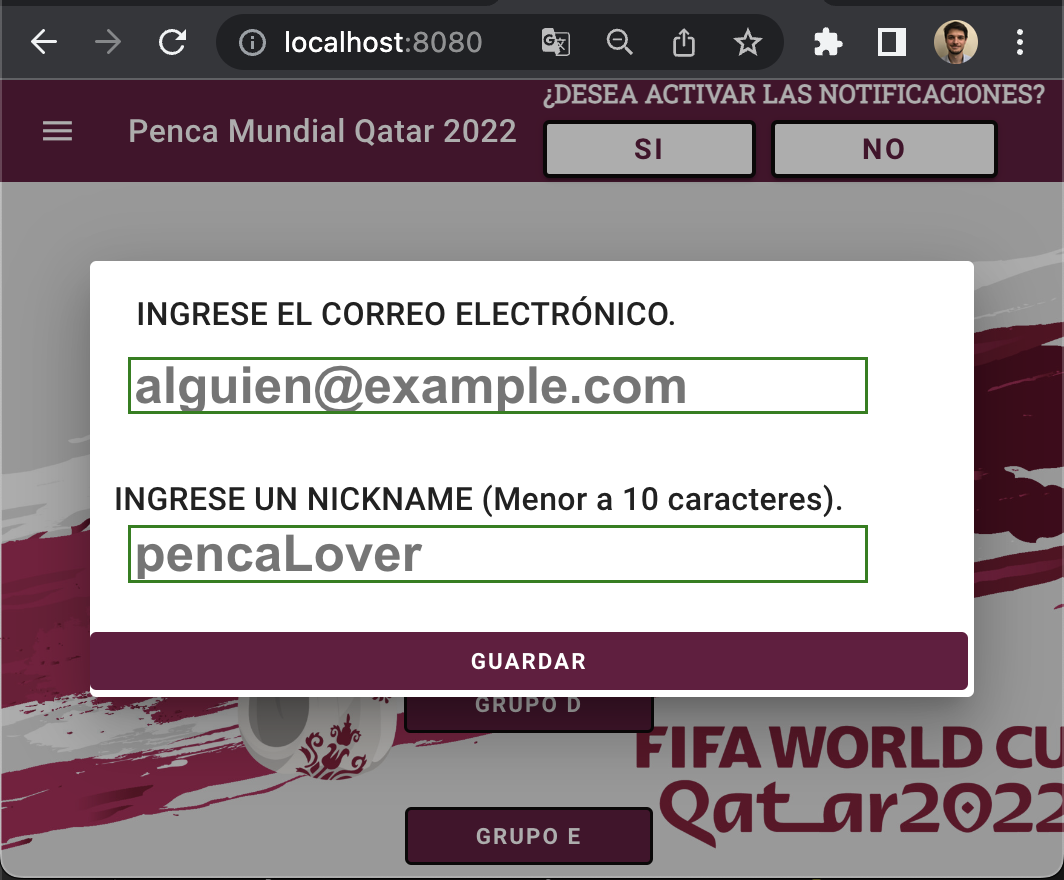 localhost:8080
¿DESEA ACTIVAR LAS NOTIFICACIONES?
Penca Mundial Qatar 2022
SI NO
INGRESE EL CORREO ELECTRÓNICO.
alguien@example.com
INGRESE UN NICKNAME (Menor a 10 caracteres).
pencaLover
GUARDAR
GRUPO D
FIFA WORLD CU
Qatar2022
GRUPO E